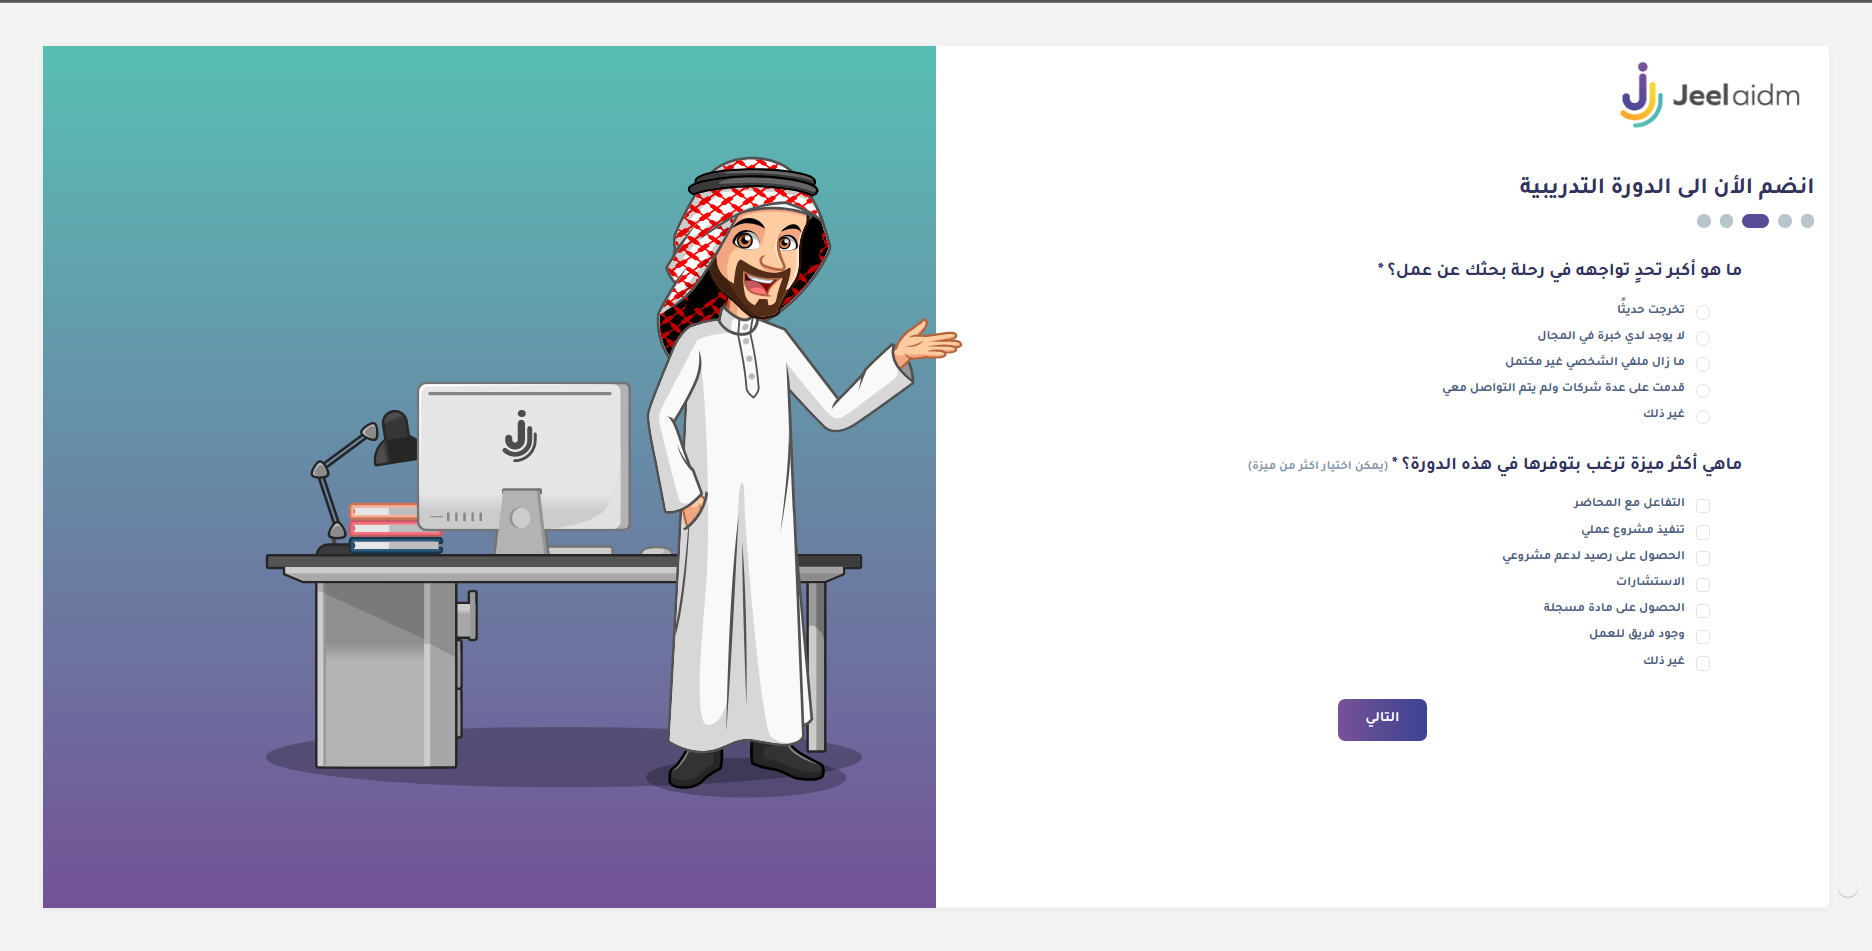 Jeel aidm
انضم الأن الى الدورة التدريبية
ما هو أكبر تحدٍ تواجهه في رحلة بحثك عن عمل؟ *
تخرجت حديثًا
لا يوجد لدي خبرة في المجال
ما زال ملفي الشخصي غير مكتمل
قدمت على عدة شركات ولم يتم التواصل معي
غير ذلك
ماهي أكثر ميزة ترغب بتوفرها في هذه الدورة؟ * (يمكن اختيار اكثر من ميزة)
التفاعل مع المحاضر
تنفيذ مشروع عملي
الحصول على رصيد لدعم مشروعي
الاستشارات
الحصول على مادة مسجلة
وجود فريق للعمل
غير ذلك
التالي